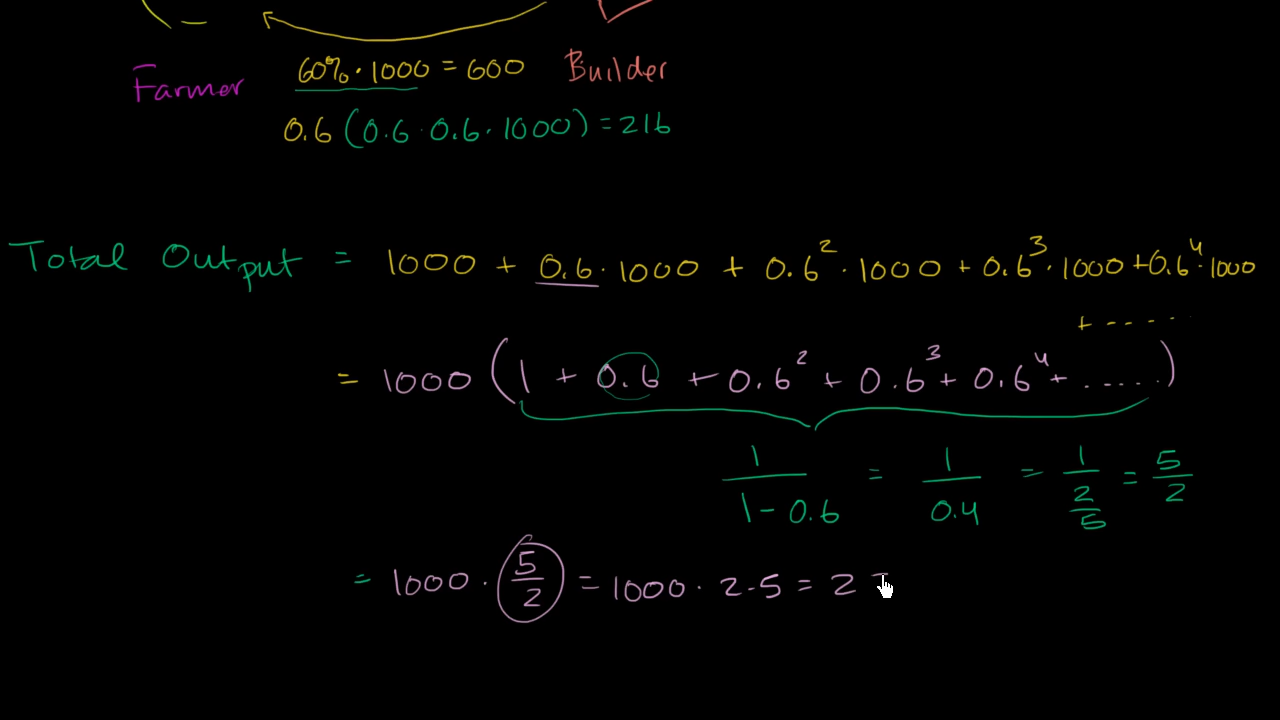 60% · 1000 = 600
Farmer Builder
0.6 (0.6 · 0.6 · 1000) = 216
Total Output = 1000 + 0.6 · 1000 + 0.6² · 1000 + 0.6³ · 1000 + 0.6⁴ · 1000
+ - - - -
= 1000 (1 + 0.6 + 0.6² + 0.6³ + 0.6⁴ + .....)
1/(1 - 0.6) = 1/0.4 = 1/(2/5) = 5/2
= 1000 · 5/2 = 1000 · 2.5 = 2